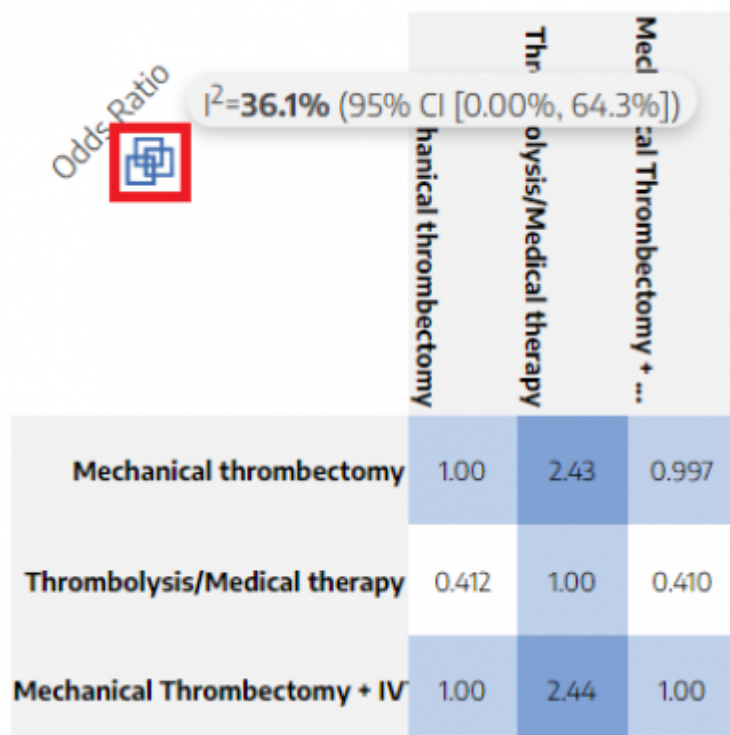 Odds Ratio
I²=36.1% (95% CI [0.00%, 64.3%])
hanical thrombectomy
Thr olysis/Medical therapy
Med cal Thrombectomy + ...
Mechanical thrombectomy 1.00 2.43 0.997
Thrombolysis/Medical therapy 0.412 1.00 0.410
Mechanical Thrombectomy + IV 1.00 2.44 1.00